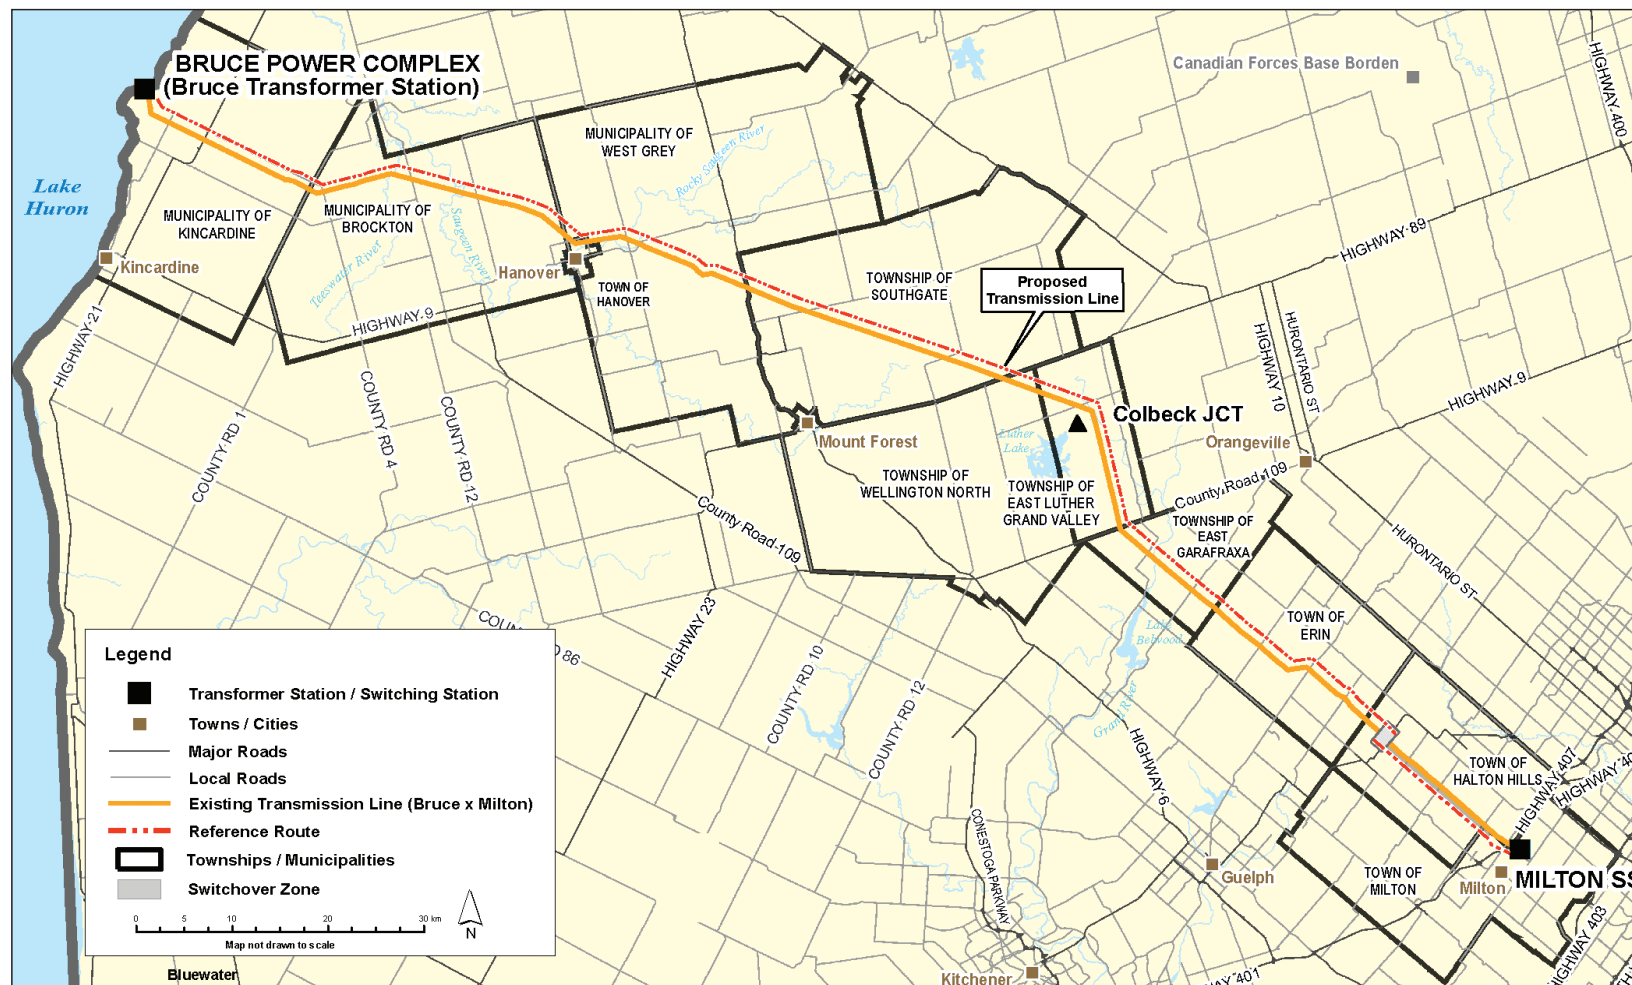 BRUCE POWER COMPLEX
(Bruce Transformer Station)
Canadian Forces Base Borden
HIGHWAY 400
MUNICIPALITY OF
WEST GREY
Rocky Saugeen River
Lake
Huron
MUNICIPALITY OF
KINCARDINE
MUNICIPALITY OF
BROCKTON
Saugeen River
Teeswater River
Kincardine
Hanover
TOWN OF
HANOVER
TOWNSHIP OF
SOUTHGATE
Proposed
Transmission Line
HIGHWAY 89
HIGHWAY 21
HIGHWAY 9
HIGHWAY 10
HURONTARIO ST
HIGHWAY 9
COUNTY RD 1
COUNTY RD 4
COUNTY RD 12
Mount Forest
Luther
Lake
Colbeck JCT
Orangeville
County Road 109
TOWNSHIP OF
WELLINGTON NORTH
TOWNSHIP OF
EAST LUTHER
GRAND VALLEY
TOWNSHIP OF
EAST
GARAFRAXA
County Road 109
HURONTARIO ST
HIGHWAY 23
COUNTY RD 10
COUNTY RD 12
Lake
Belwood
Grand River
TOWN OF
ERIN
HIGHWAY 6
TOWN OF
HALTON HILLS
HIGHWAY 407
HIGHWAY 40
CONESTOGA PARKWAY
Guelph
TOWN OF
MILTON
Milton
MILTON SS
HIGHWAY 403
Kitchener
WAY 401
D 86
Legend
Transformer Station / Switching Station
Towns / Cities
Major Roads
Local Roads
Existing Transmission Line (Bruce x Milton)
Reference Route
Townships / Municipalities
Switchover Zone
0 5 10 20 30 km
Map not drawn to scale
N
Bluewater